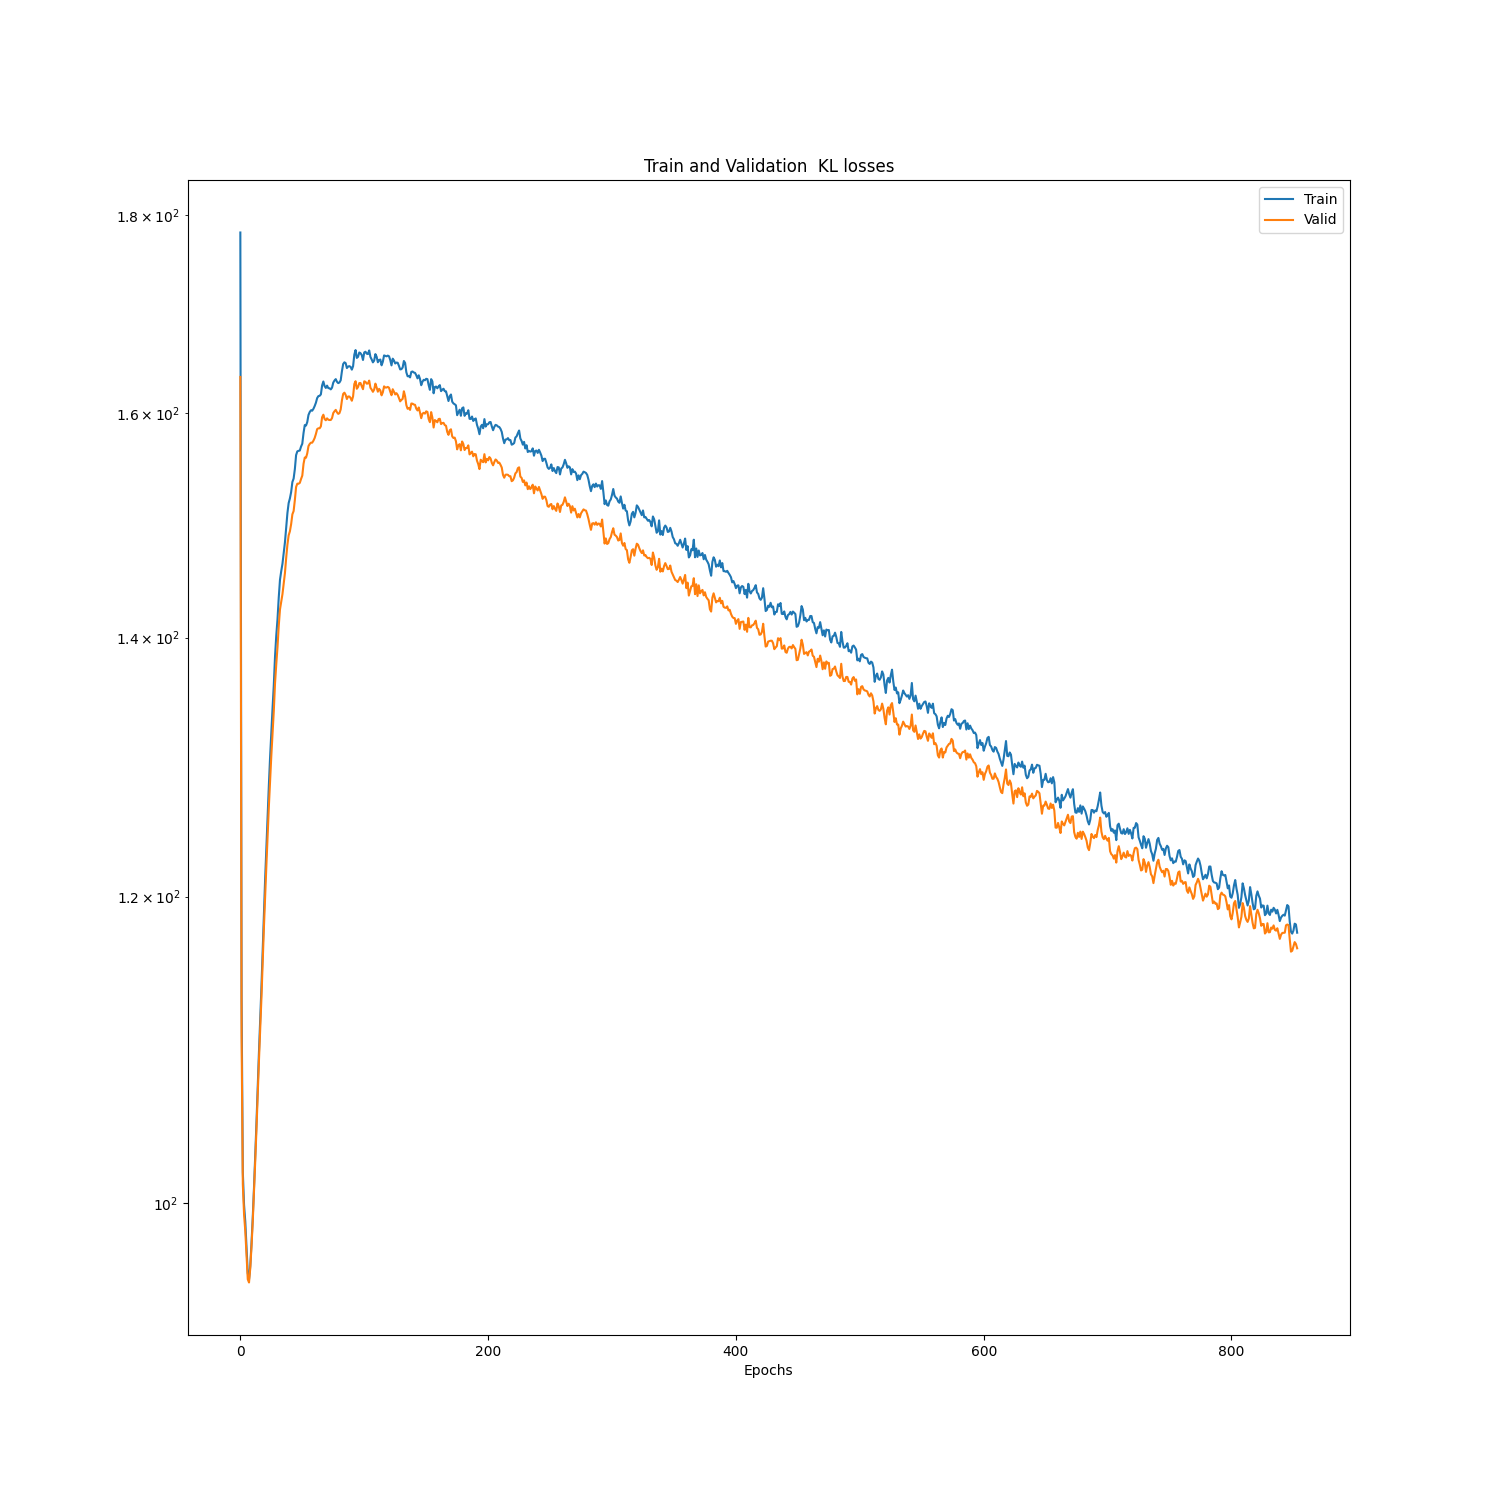 Train and Validation  KL losses
Train
Valid
1.8 × 10²
1.6 × 10²
1.4 × 10²
1.2 × 10²
10²
0 200 400 600 800
Epochs